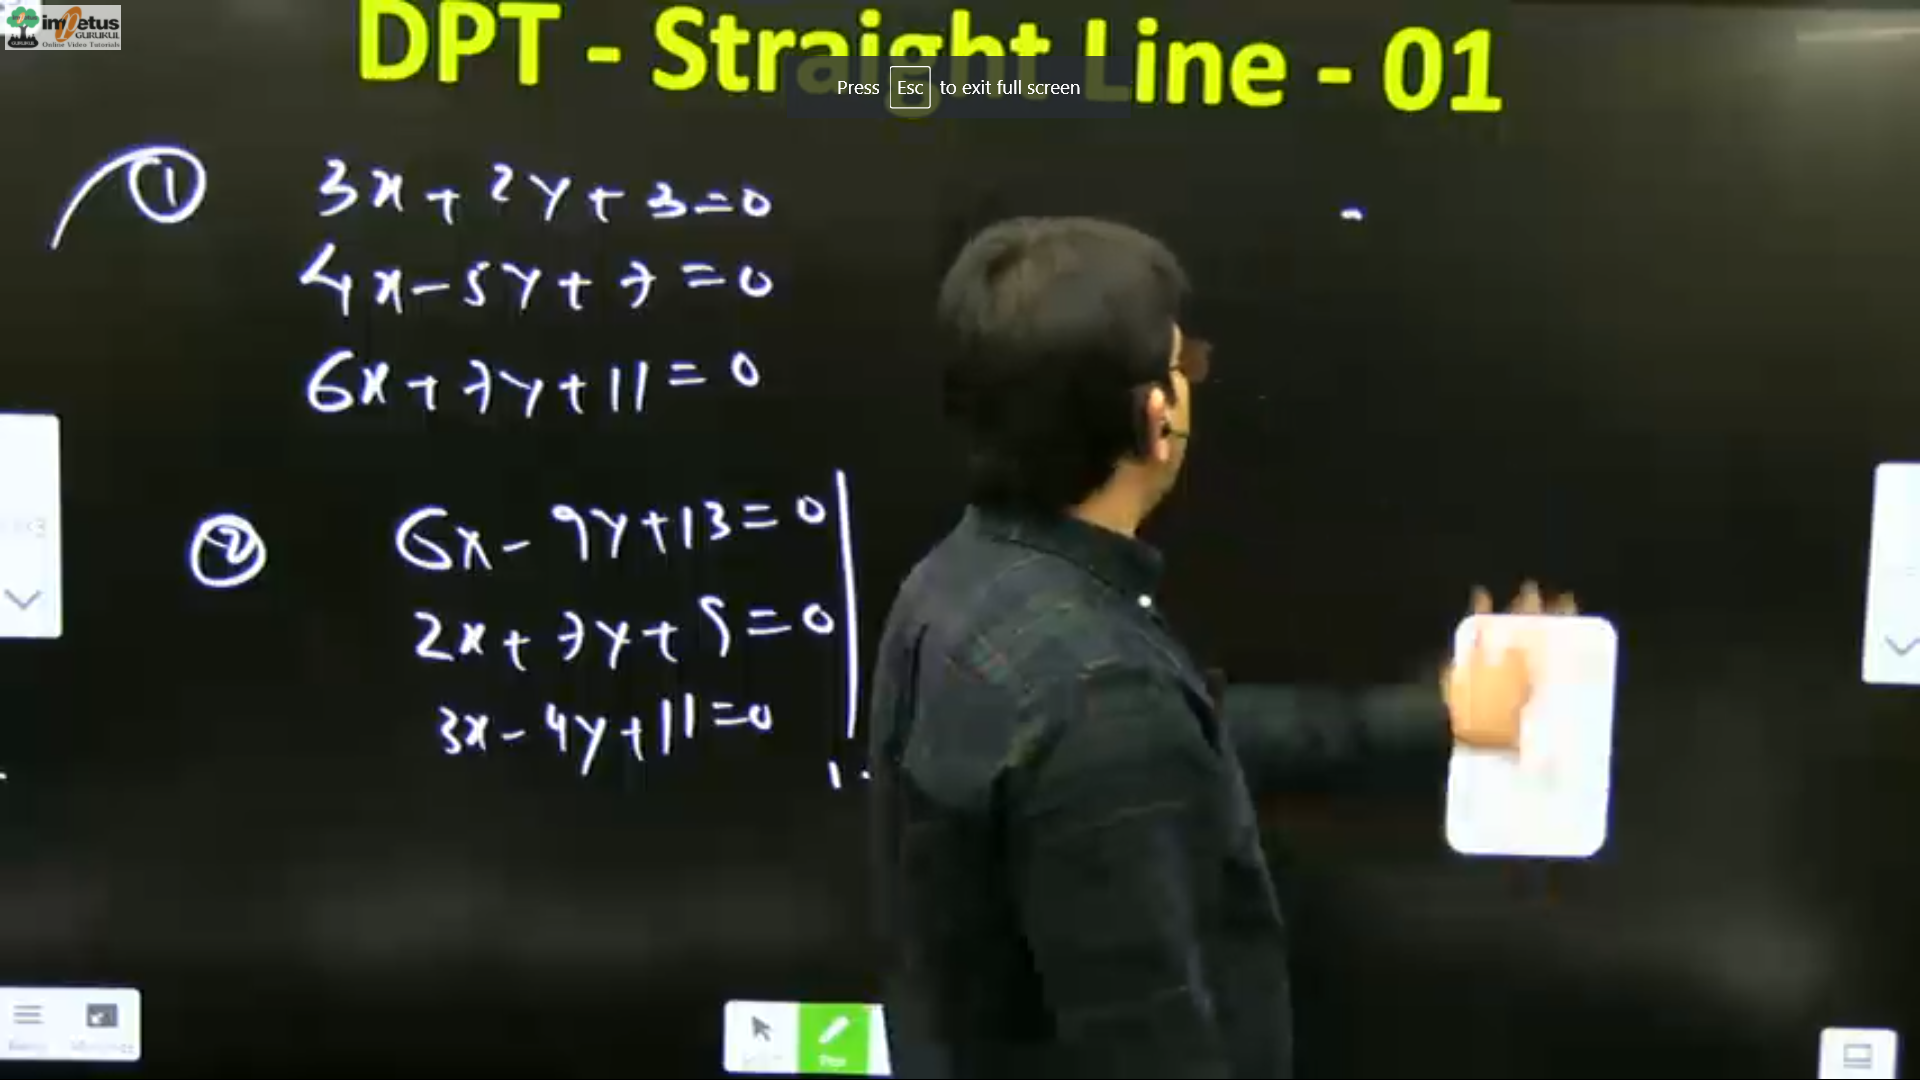 imPetus
GURUKUL
Online Video Tutorials
DPT - Straight Line - 01
Press Esc to exit full screen
① 3x + 2y + 3 = 0
4x - 5y + 7 = 0
6x + 7y + 11 = 0
② 6x - 9y + 13 = 0
2x + 7y + 5 = 0
3x - 4y + 11 = 0
Pen